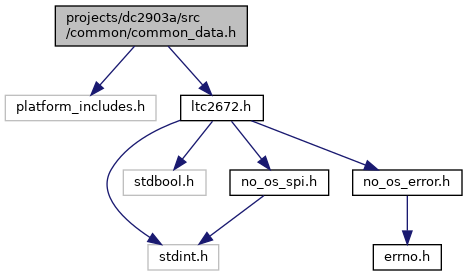 projects/dc2903a/src
/common/common_data.h
platform_includes.h
ltc2672.h
stdbool.h
no_os_spi.h
no_os_error.h
stdint.h
errno.h